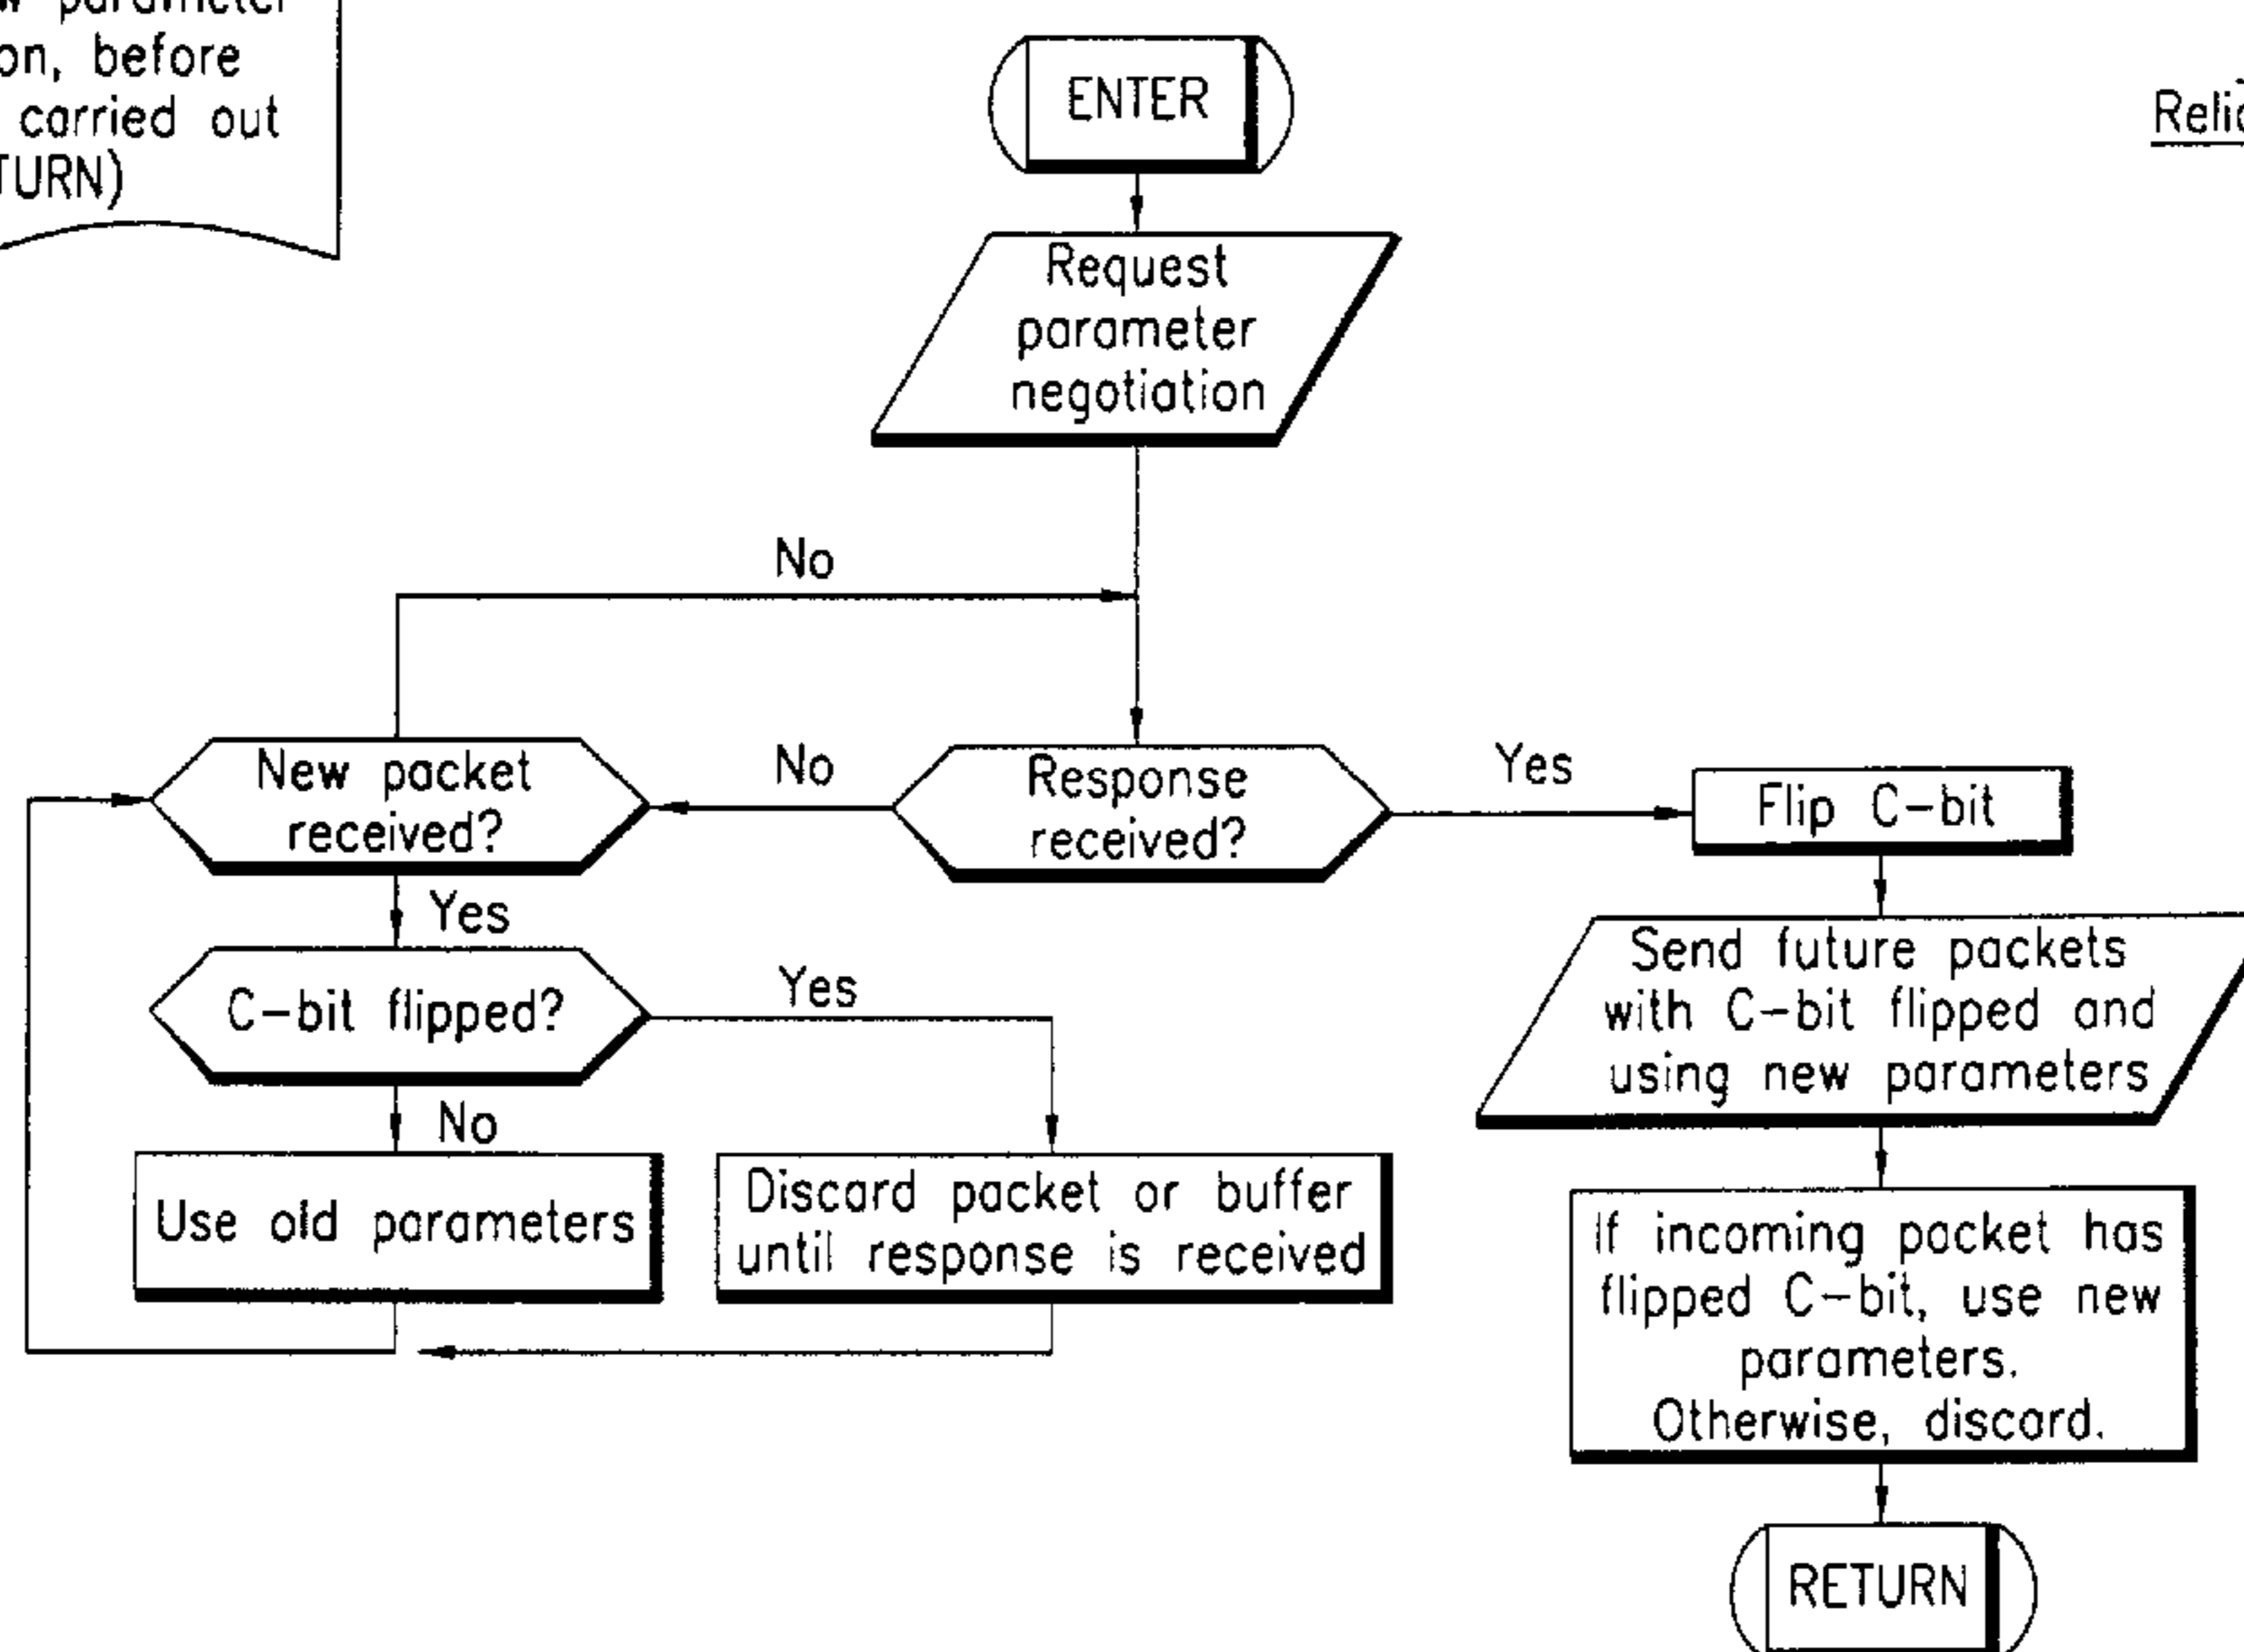 parameter
on, before
carried out
TURN)
ENTER
Request
parameter
negotiation
No
New packet
received?
No
Response
received?
Yes
Flip C-bit
Yes
C-bit flipped?
Yes
Send future packets
with C-bit flipped and
using new parameters
No
Use old parameters
Discard packet or buffer
until response is received
If incoming packet has
flipped C-bit, use new
parameters.
Otherwise, discard.
RETURN